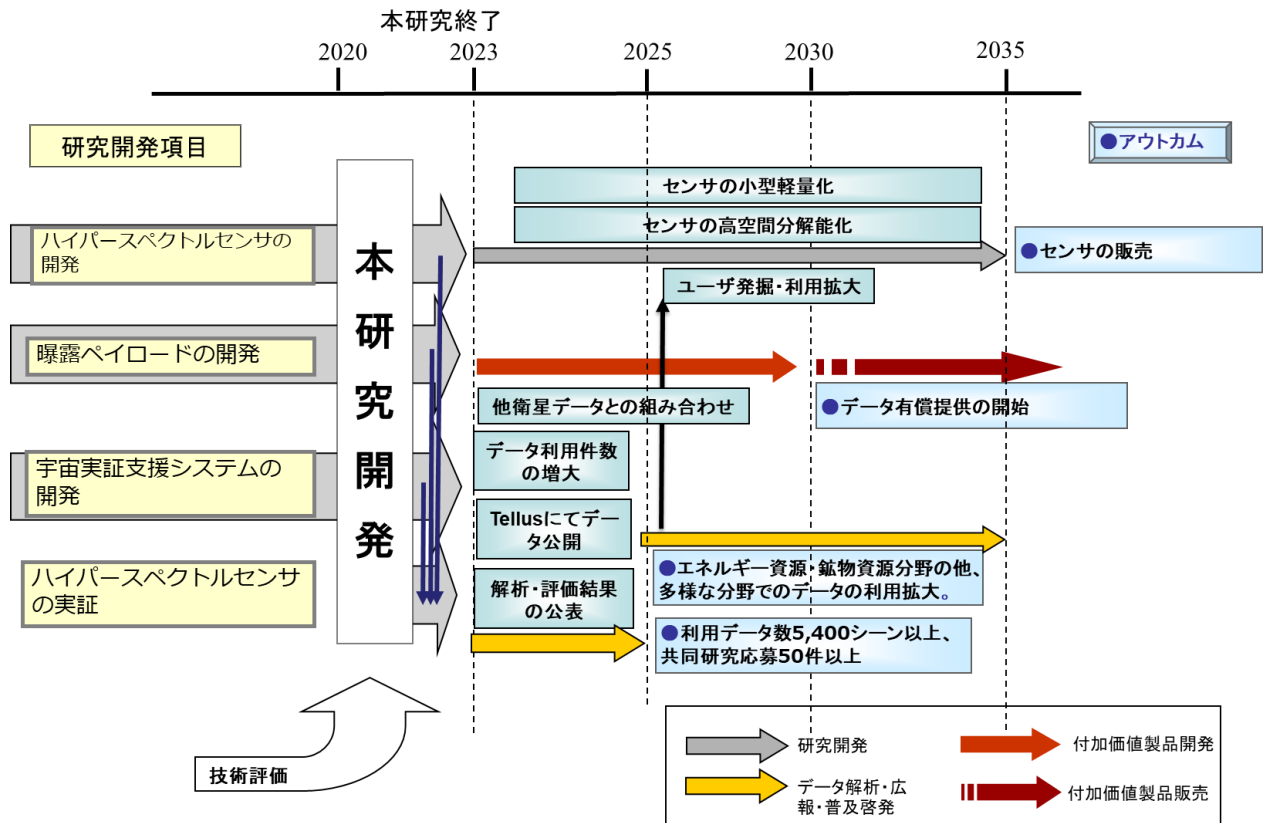 本研究終了
2020
2023
2025
2030
2035
研究開発項目
●アウトカム
センサの小型軽量化
センサの高空間分解能化
ハイパースペクトルセンサの
開発
●センサの販売
ユーザ発掘・利用拡大
本
研
究
開
発
曝露ペイロードの開発
他衛星データとの組み合わせ
●データ有償提供の開始
データ利用件数
の増大
宇宙実証支援システムの
開発
Tellusにてデー
タ公開
●エネルギー資源・鉱物資源分野の他、
多様な分野でのデータの利用拡大。
ハイパースペクトルセンサ
の実証
解析・評価結果
の公表
●利用データ数5,400シーン以上、
共同研究応募50件以上
技術評価
研究開発
付加価値製品開発
データ解析・広
報・普及啓発
付加価値製品販売